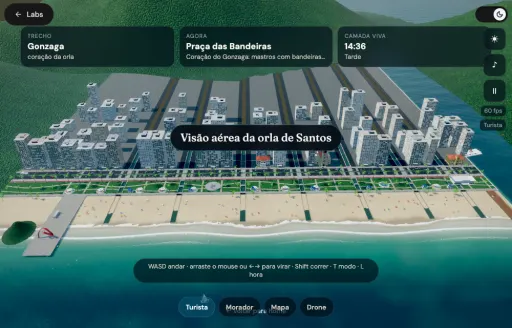 ← Labs
TRECHO
Gonzaga
coração da orla
AGORA
Praça das Bandeiras
Coração do Gonzaga: mastros com bandeiras...
CAMADA VIVA
14:36
Tarde
60 fps
Turista
Visão aérea da orla de Santos
WASD andar · arraste o mouse ou ←→ para virar · Shift correr · T modo · L
hora
Turista
Morador
Mapa
Drone